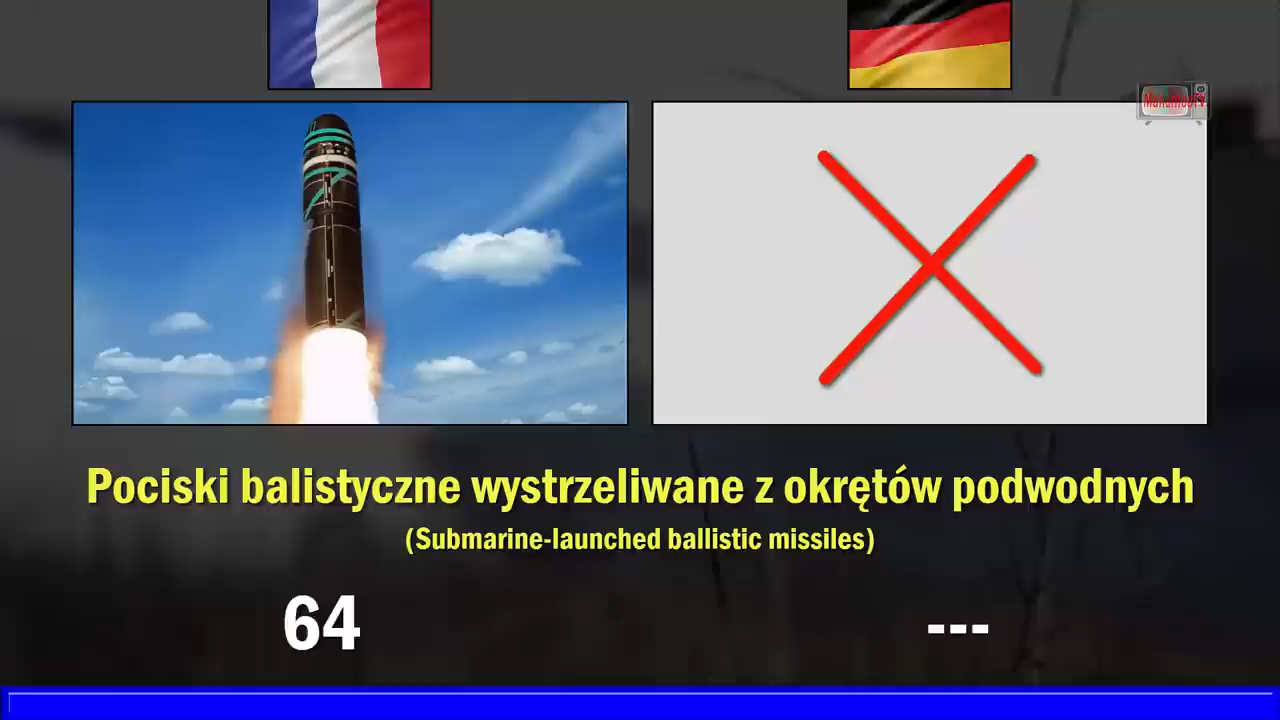 Pociski balistyczne wystrzeliwane z okrętów podwodnych
(Submarine-launched ballistic missiles)
64
---